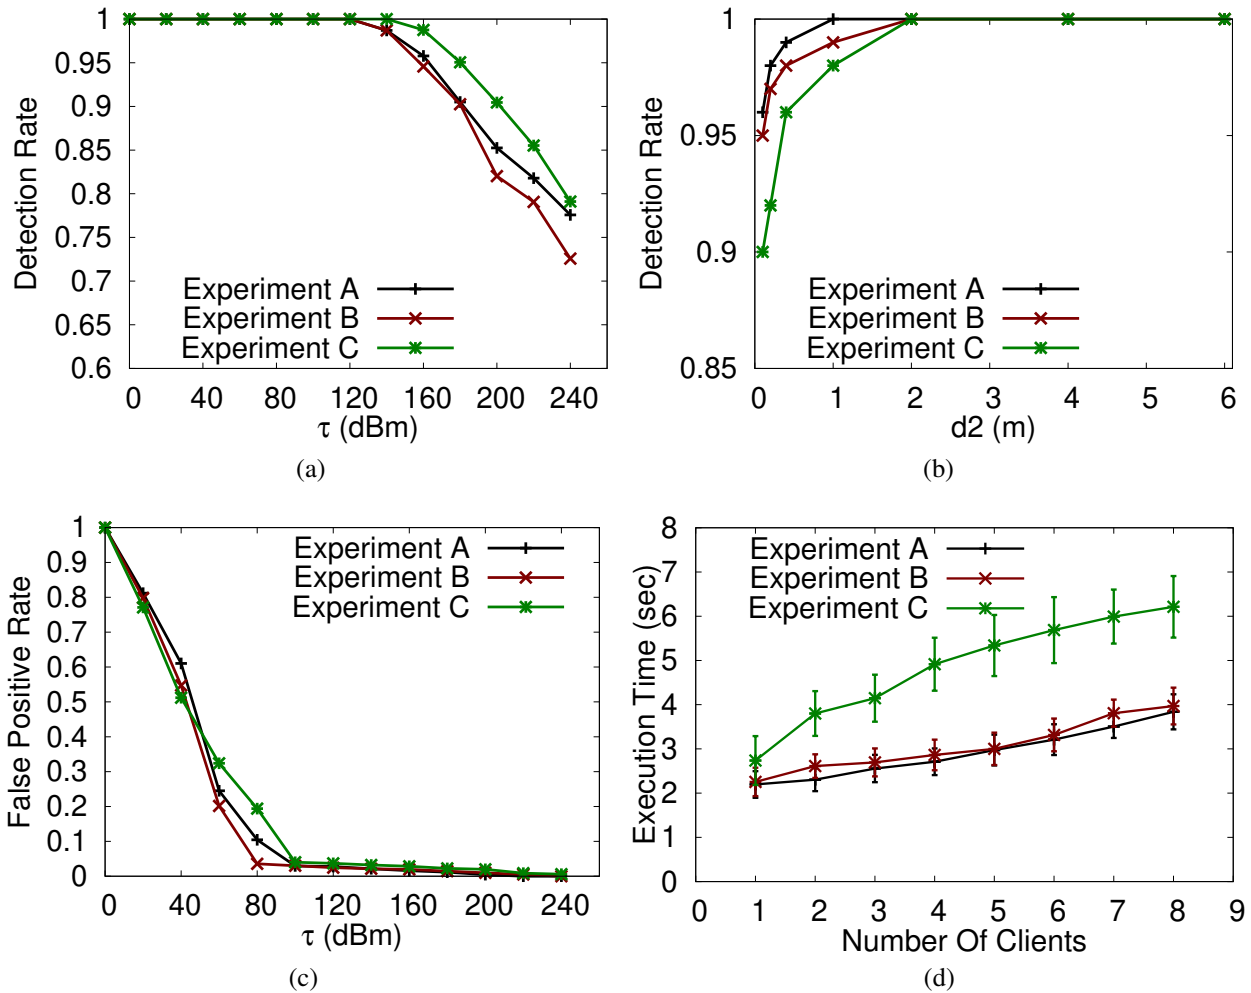 1
0.95
0.9
0.85
0.8
0.75
0.7
0.65
0.6
Detection Rate
Experiment A
Experiment B
Experiment C
0 40 80 120 160 200 240
τ (dBm)
(a)
1
0.95
0.9
0.85
Detection Rate
Experiment A
Experiment B
Experiment C
0 1 2 3 4 5 6
d2 (m)
(b)
1
0.9
0.8
0.7
0.6
0.5
0.4
0.3
0.2
0.1
0
False Positive Rate
Experiment A
Experiment B
Experiment C
0 40 80 120 160 200 240
τ (dBm)
(c)
8
7
6
5
4
3
2
1
0
Execution Time (sec)
Experiment A
Experiment B
Experiment C
0 1 2 3 4 5 6 7 8 9
Number Of Clients
(d)